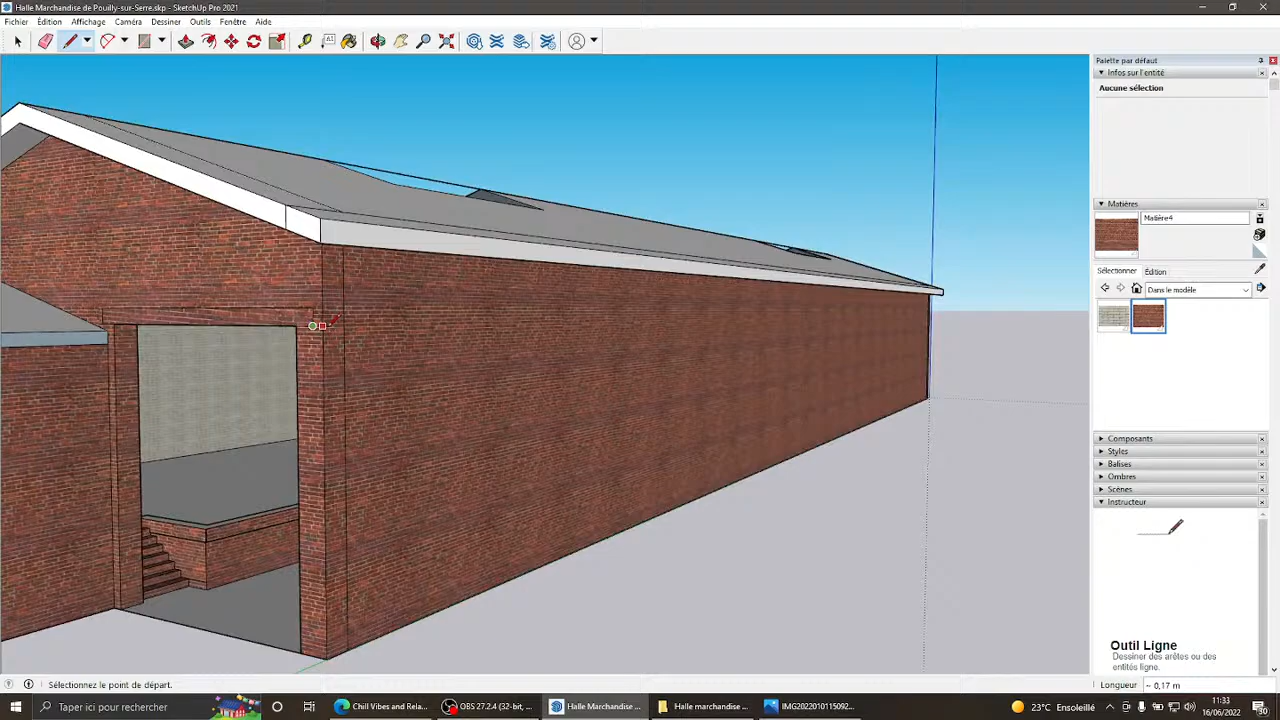 Halle Marchandise de Pouilly-sur-Serre.skp - SketchUp Pro 2021
Fichier Édition Affichage Caméra Dessiner Outils Fenêtre Aide
Palette par défaut
Infos sur l'entité
Aucune sélection
Matières
Matière4
Sélectionner Édition
Dans le modèle
Composants
Styles
Balises
Ombres
Scènes
Instructeur
Outil Ligne
Dessiner des arêtes ou des
entités ligne.
Sélectionnez le point de départ.
Longueur ~ 0,17 m
Taper ici pour rechercher
Chill Vibes and Rela...
OBS 27.2.4 (32-bit, ...
Halle Marchandise ...
Halle marchandise ...
IMG2022010115092...
23°C Ensoleillé
11:33
16/06/2022